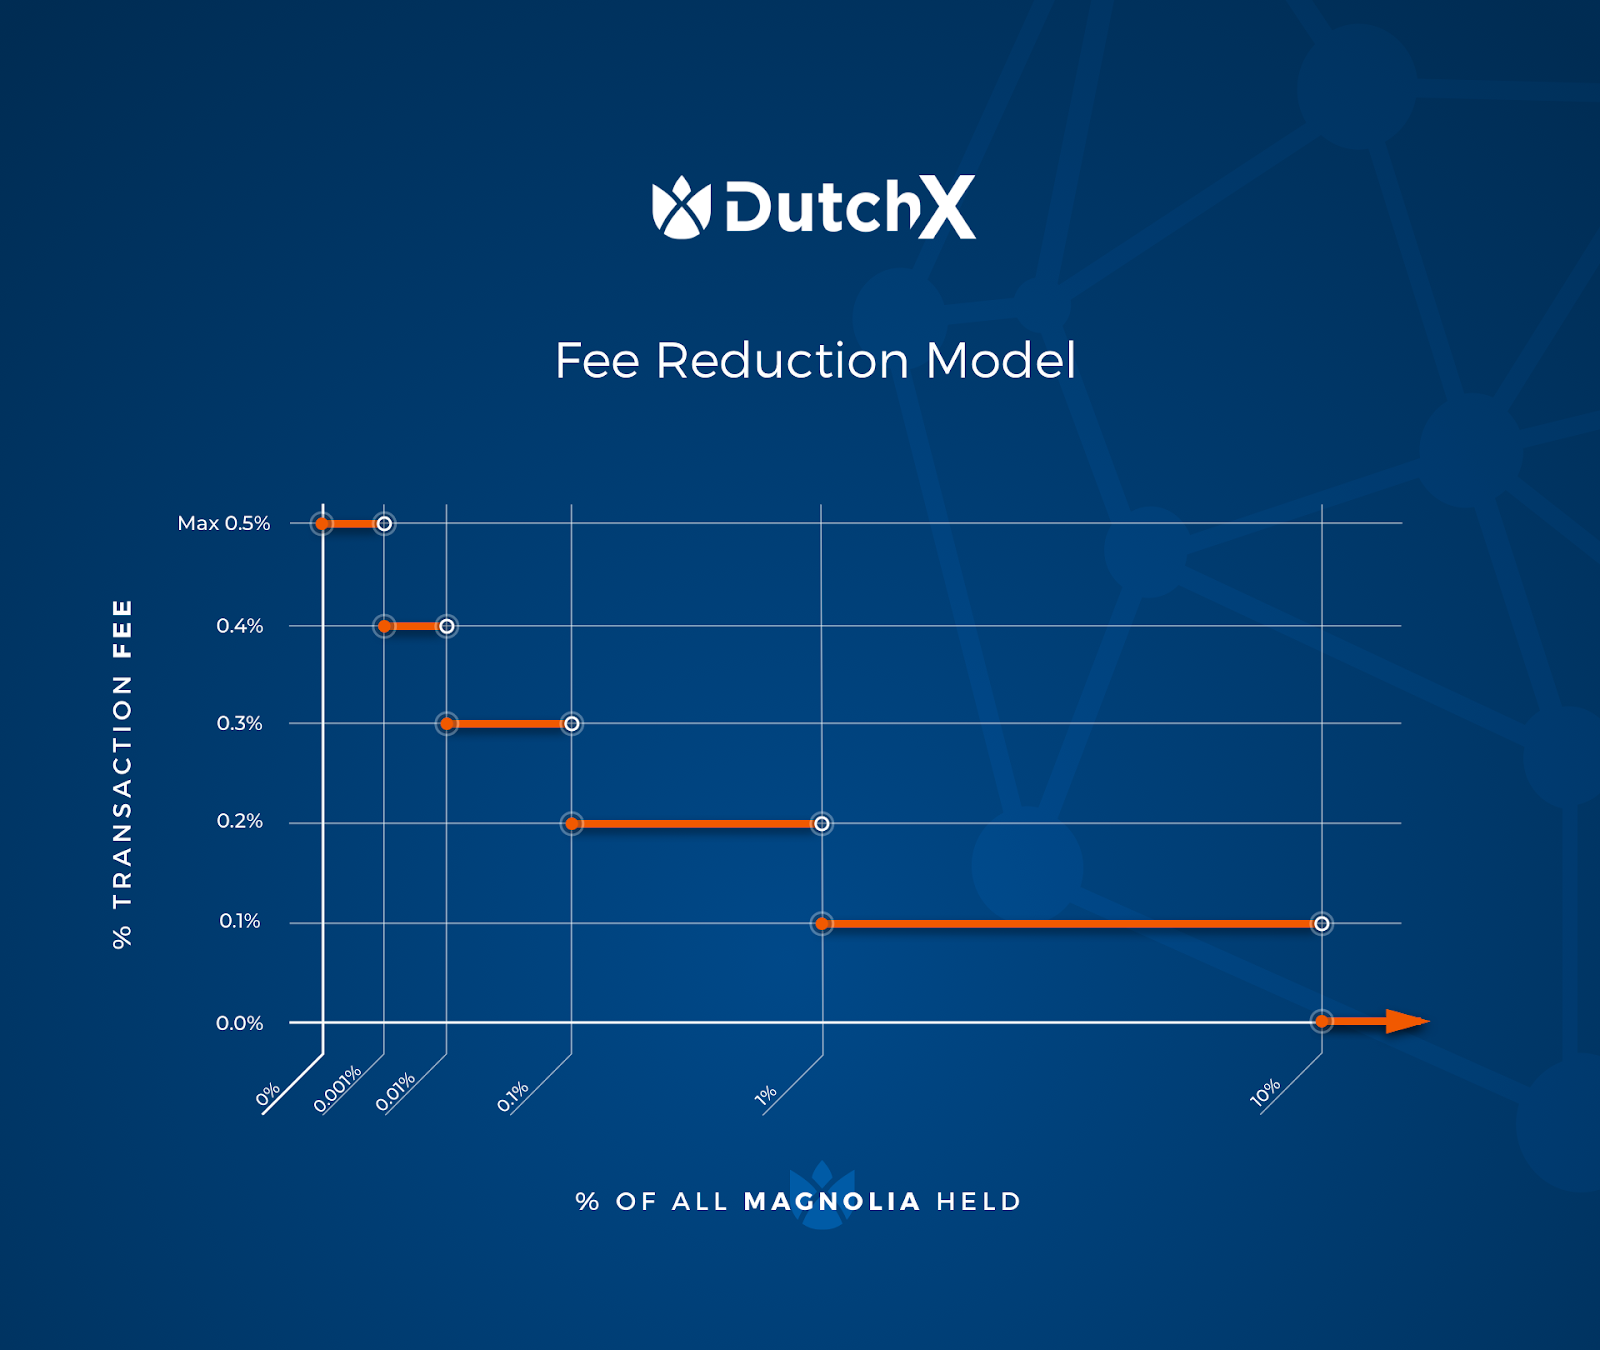 DutchX
Fee Reduction Model
Max 0.5%
0.4%
0.3%
0.2%
0.1%
0.0%
% TRANSACTION FEE
0%
0.001%
0.01%
0.1%
1%
10%
% OF ALL MAGNOLIA HELD